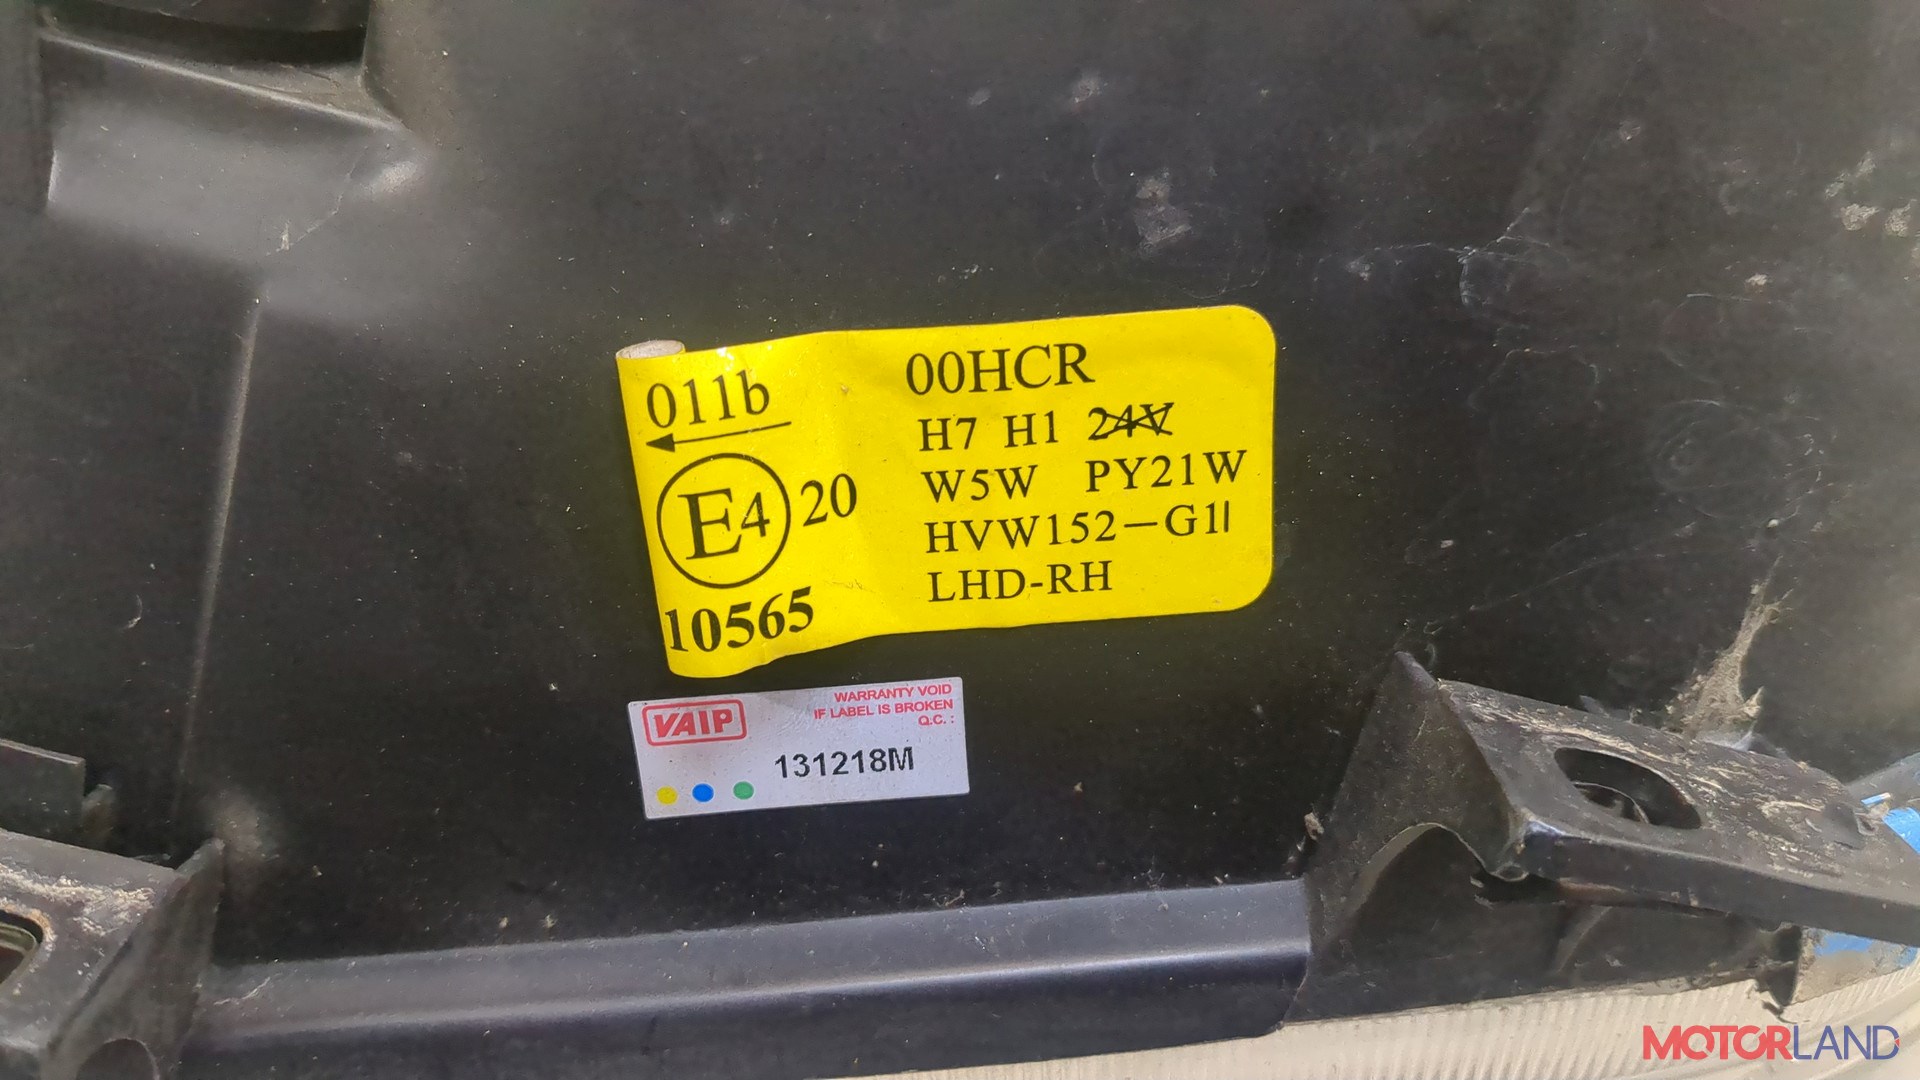 011b
E4 20
10565
00HCR
H7 H1 24V
W5W PY21W
HVW152-G1I
LHD-RH
VAIP
WARRANTY VOID
IF LABEL IS BROKEN
Q.C. :
131218M
MOTORLAND